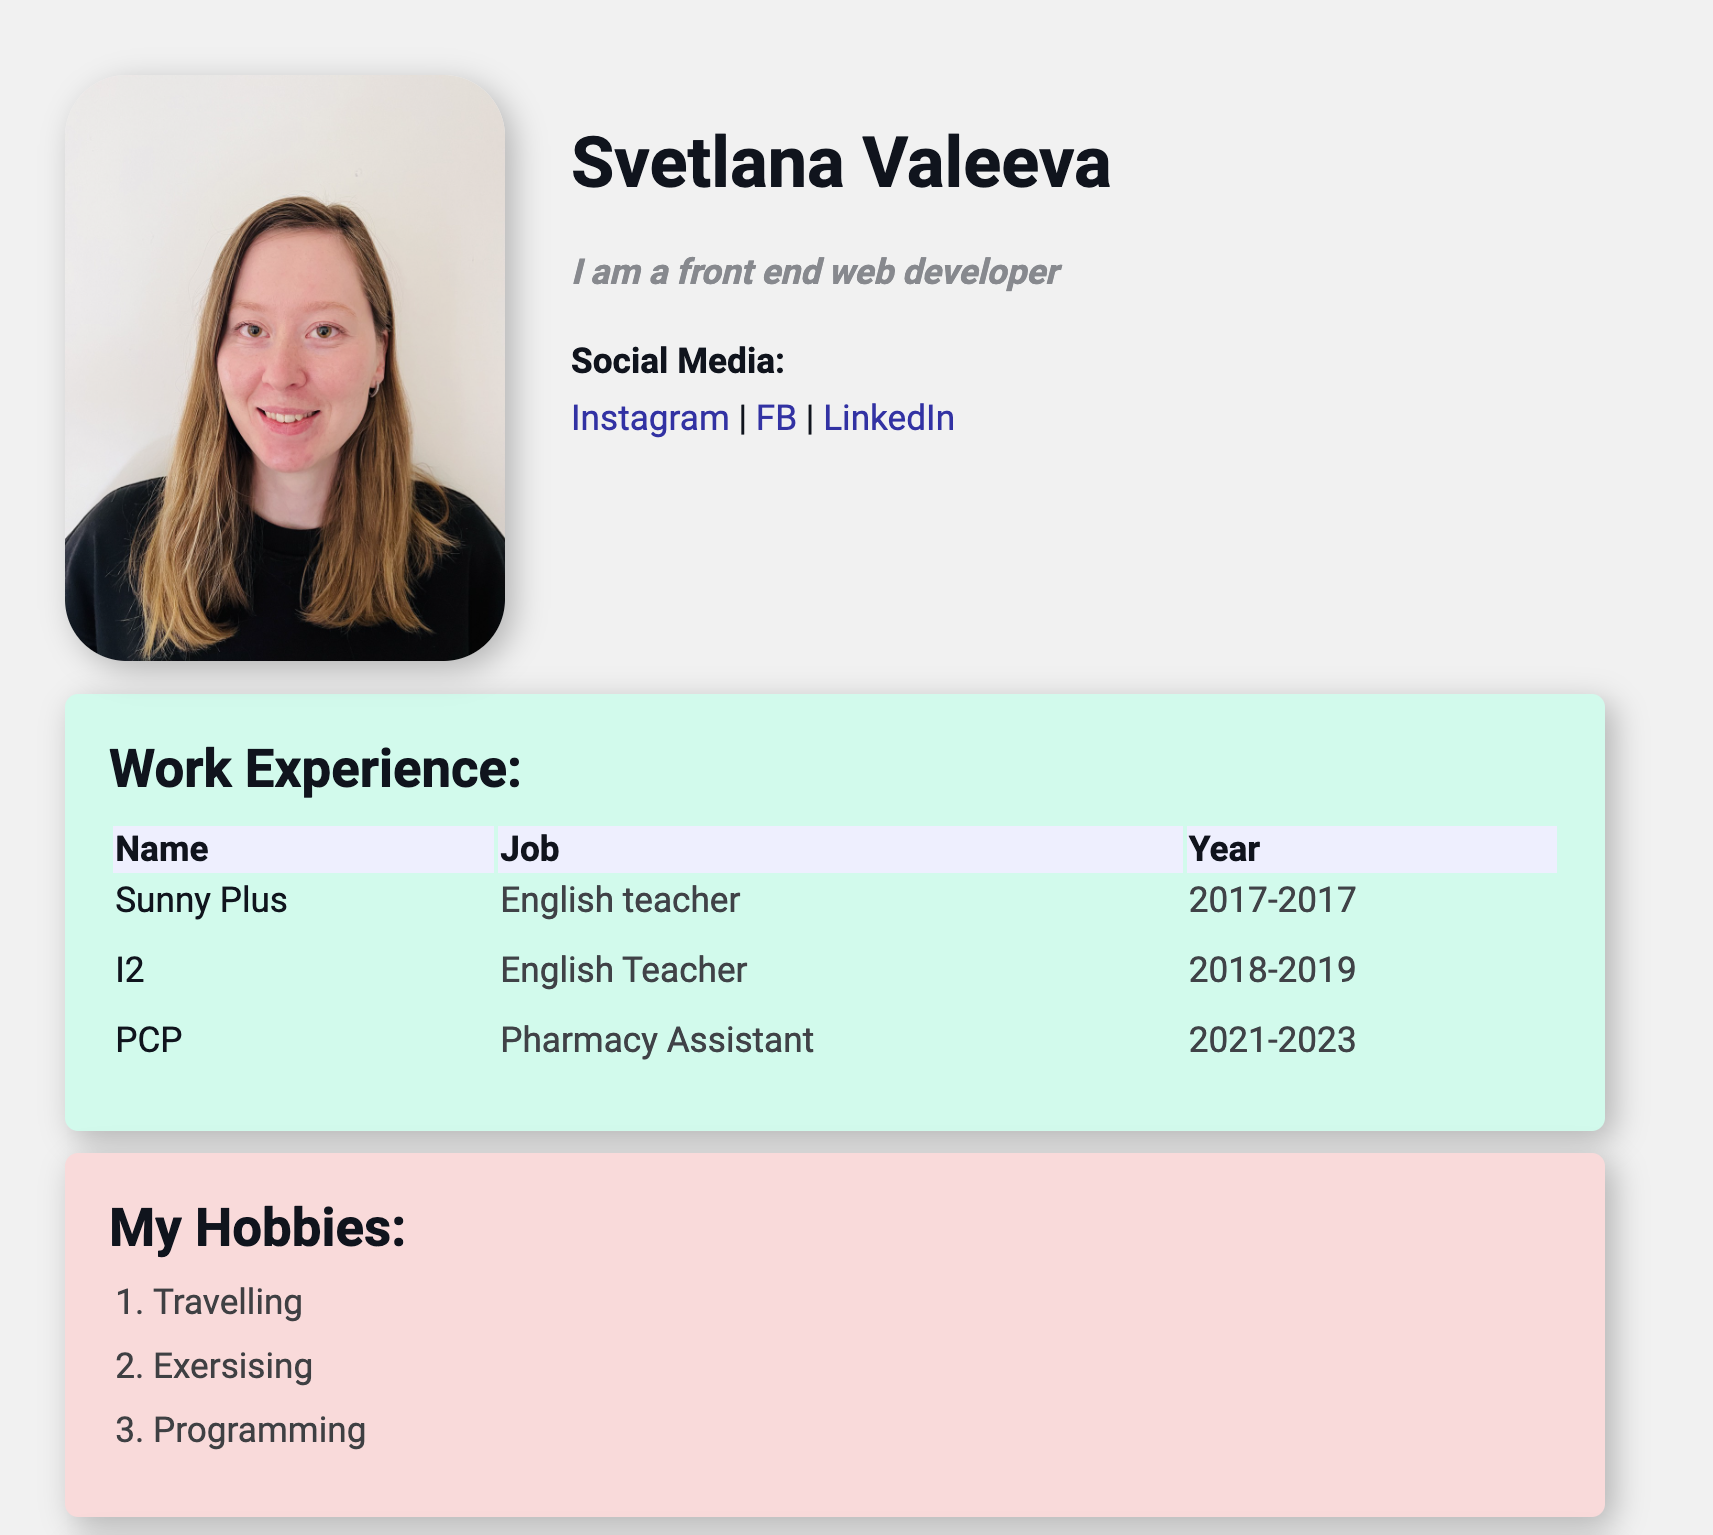 Svetlana Valeeva
I am a front end web developer
Social Media:
Instagram | FB | LinkedIn
Work Experience:
Name Job Year
Sunny Plus English teacher 2017-2017
I2 English Teacher 2018-2019
PCP Pharmacy Assistant 2021-2023
My Hobbies:
1. Travelling
2. Exersising
3. Programming